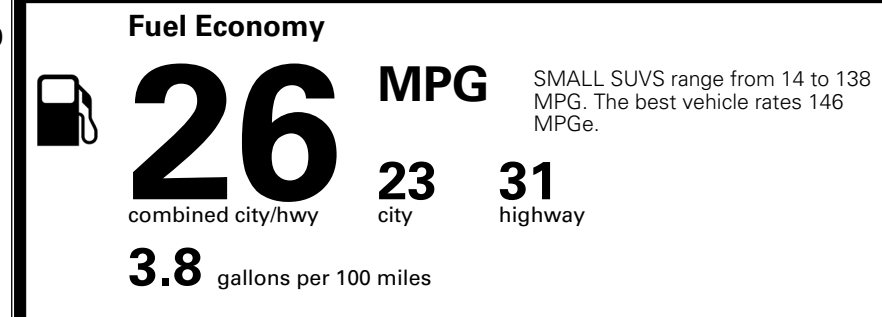 Fuel Economy
26
MPG
SMALL SUVS range from 14 to 138
MPG. The best vehicle rates 146
MPGe.
23
31
combined city/hwy
city
highway
3.8 gallons per 100 miles